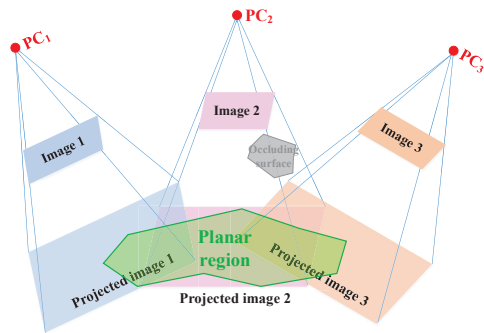 PC1
PC2
PC3
Image 1
Image 2
Image 3
Occluding
surface
Planar
region
Projected image 1
Projected image 2
Projected image 3